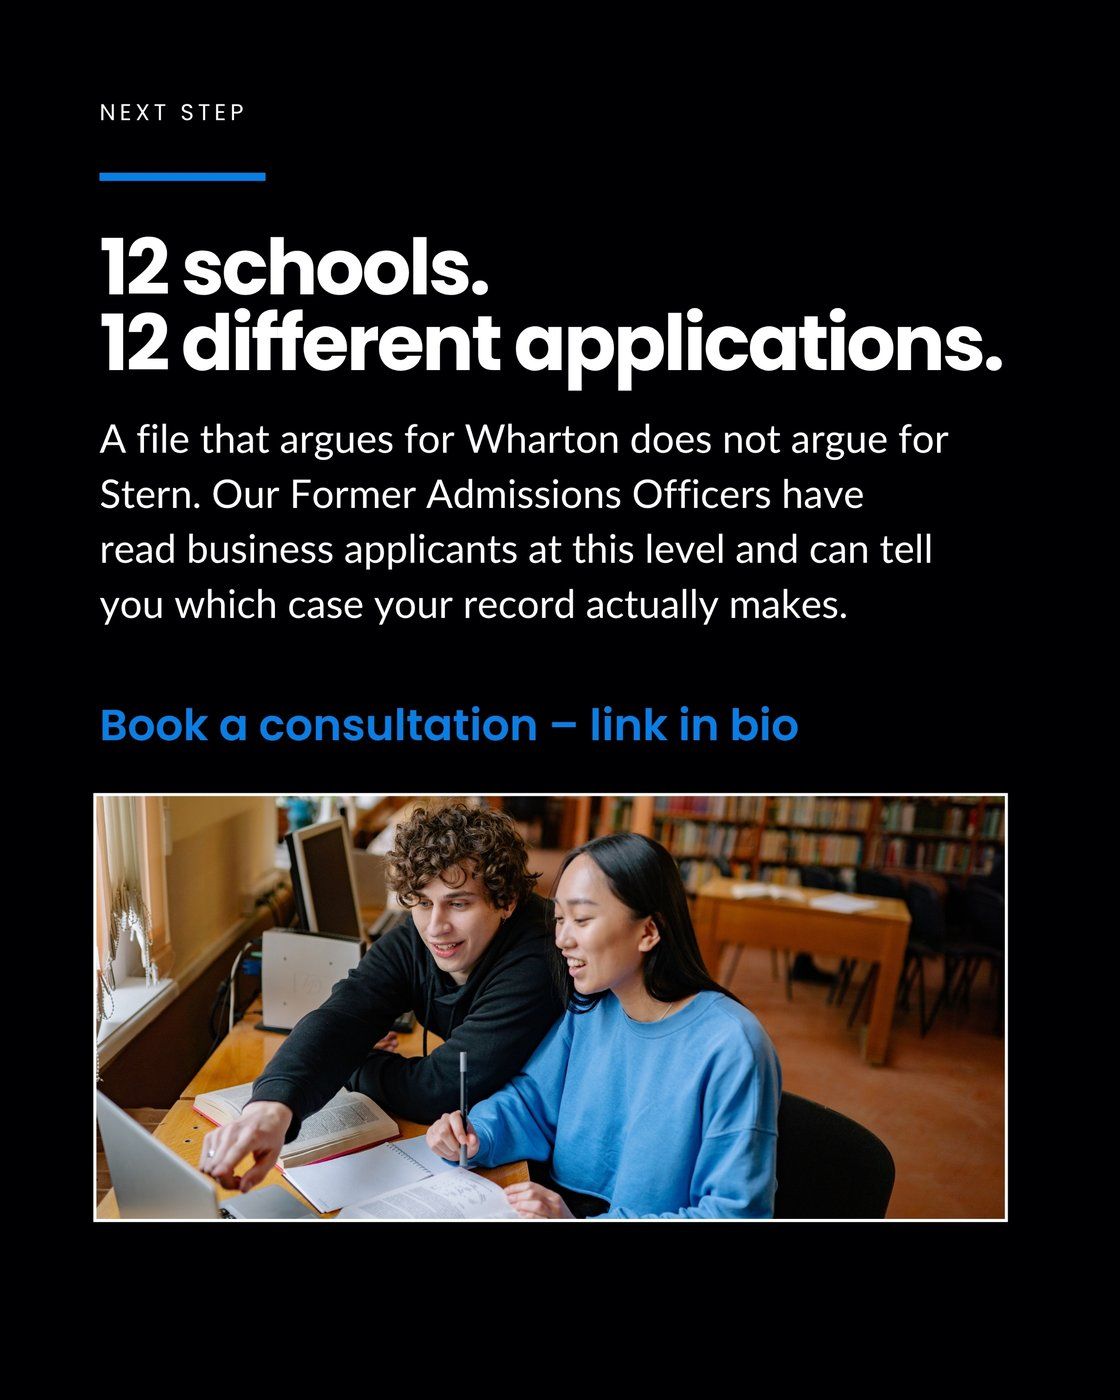 NEXT STEP
12 schools.
12 different applications.
A file that argues for Wharton does not argue for
Stern. Our Former Admissions Officers have
read business applicants at this level and can tell
you which case your record actually makes.
Book a consultation – link in bio